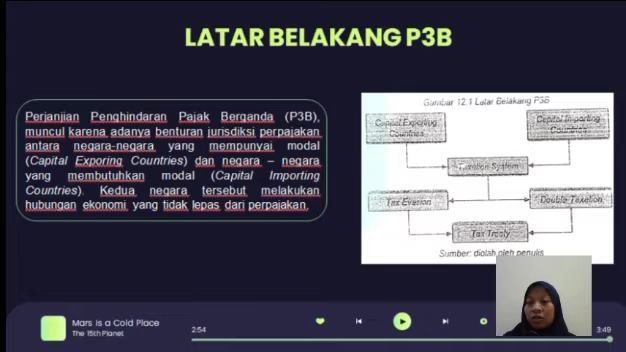 LATAR BELAKANG P3B
Perjanjian Penghindaran Pajak Berganda (P3B),
muncul karena adanya benturan jurisdiksi perpajakan
antara negara-negara yang mempunyai modal
(Capital Exporing Countries) dan negara – negara
yang membutuhkan modal (Capital Importing
Countries). Kedua negara tersebut melakukan
hubungan ekonomi yang tidak lepas dari perpajakan.
Gambar 12.1 Latar Belakang P3B
Capital Exporting
Countries
Capital Importing
Countries
Taxation System
Tax Evasion
Double Taxation
Tax Treaty
Sumber: diolah oleh penulis
Mars is a Cold Place
The 15th Planet
2:54
3:49